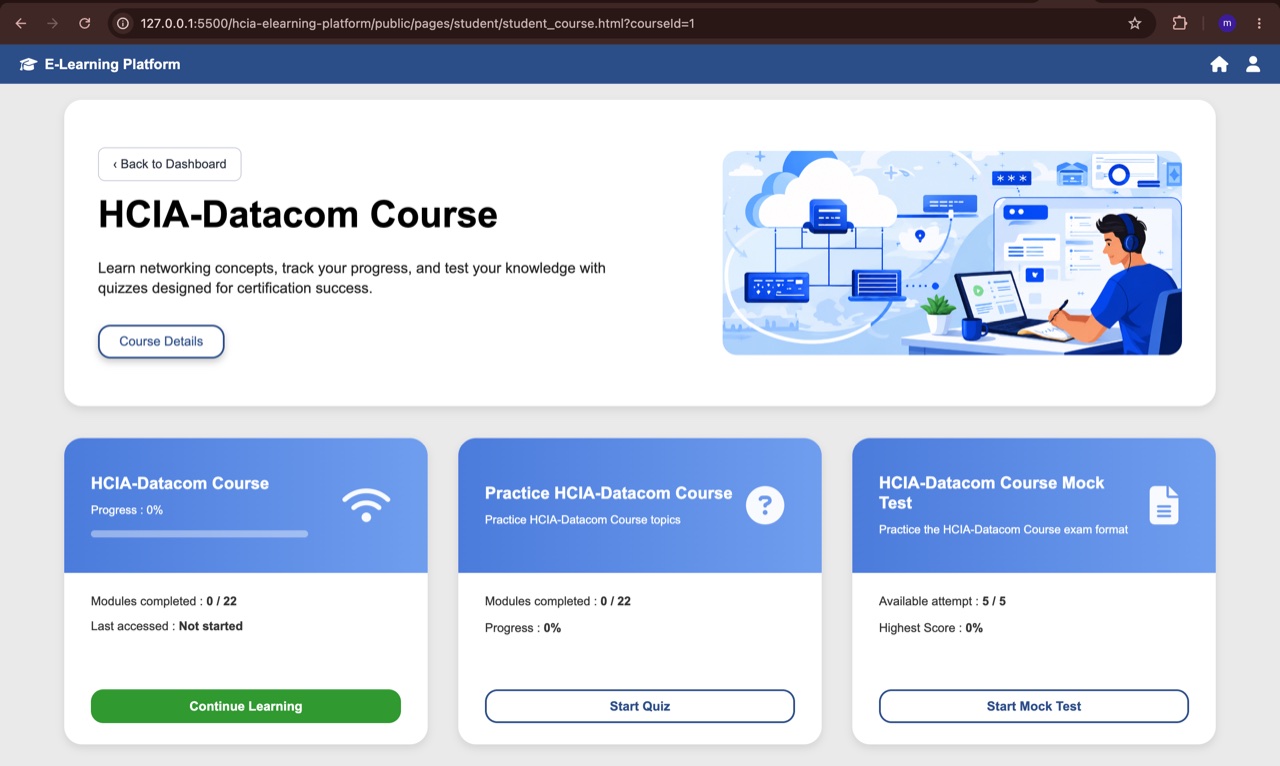 127.0.0.1:5500/hcia-elearning-platform/public/pages/student/student_course.html?courseId=1
m
E-Learning Platform
‹ Back to Dashboard
HCIA-Datacom Course
Learn networking concepts, track your progress, and test your knowledge with
quizzes designed for certification success.
Course Details
***
HCIA-Datacom Course
Progress : 0%
Modules completed : 0 / 22
Last accessed : Not started
Continue Learning
Practice HCIA-Datacom Course
Practice HCIA-Datacom Course topics
?
Modules completed : 0 / 22
Progress : 0%
Start Quiz
HCIA-Datacom Course Mock
Test
Practice the HCIA-Datacom Course exam format
Available attempt : 5 / 5
Highest Score : 0%
Start Mock Test